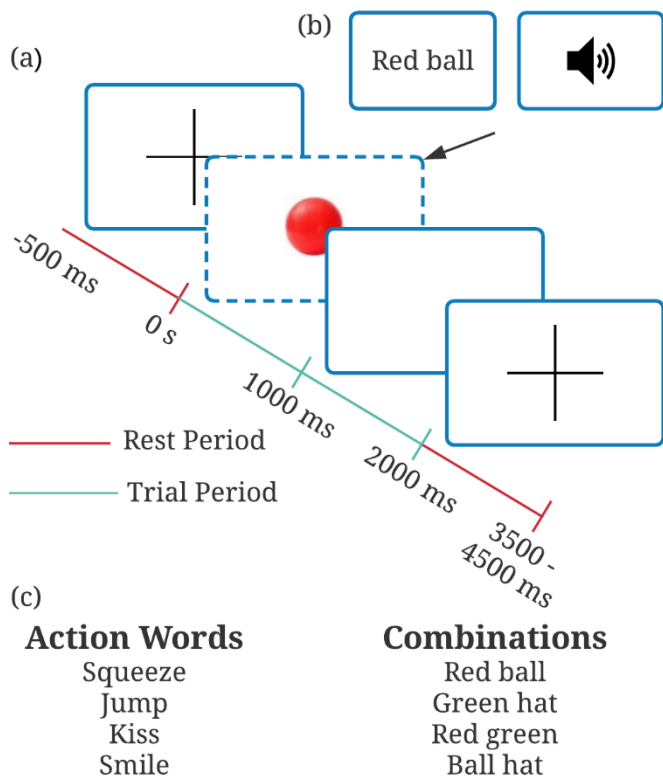 (b)
(a)
Red ball
-500 ms
0 s
1000 ms
2000 ms
3500 -
4500 ms
Rest Period
Trial Period
(c)
Action Words
Squeeze
Jump
Kiss
Smile
Combinations
Red ball
Green hat
Red green
Ball hat